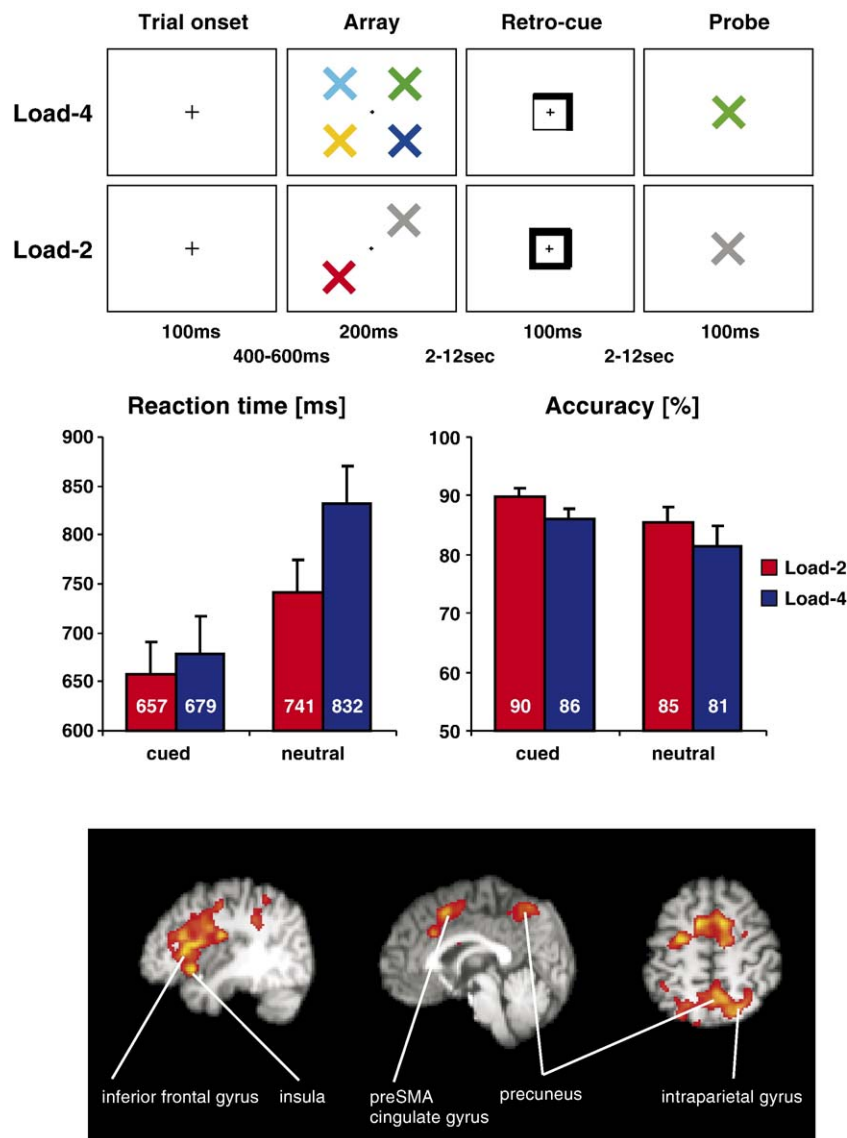 Trial onset Array Retro-cue Probe
Load-4
Load-2
100ms 200ms 100ms 100ms
400-600ms 2-12sec 2-12sec
Reaction time [ms]
900
850
800
750
700
650
600
657 679 741 832
cued neutral
Accuracy [%]
100
90
80
70
60
50
90 86 85 81
cued neutral
Load-2
Load-4
inferior frontal gyrus insula preSMA precuneus intraparietal gyrus
cingulate gyrus